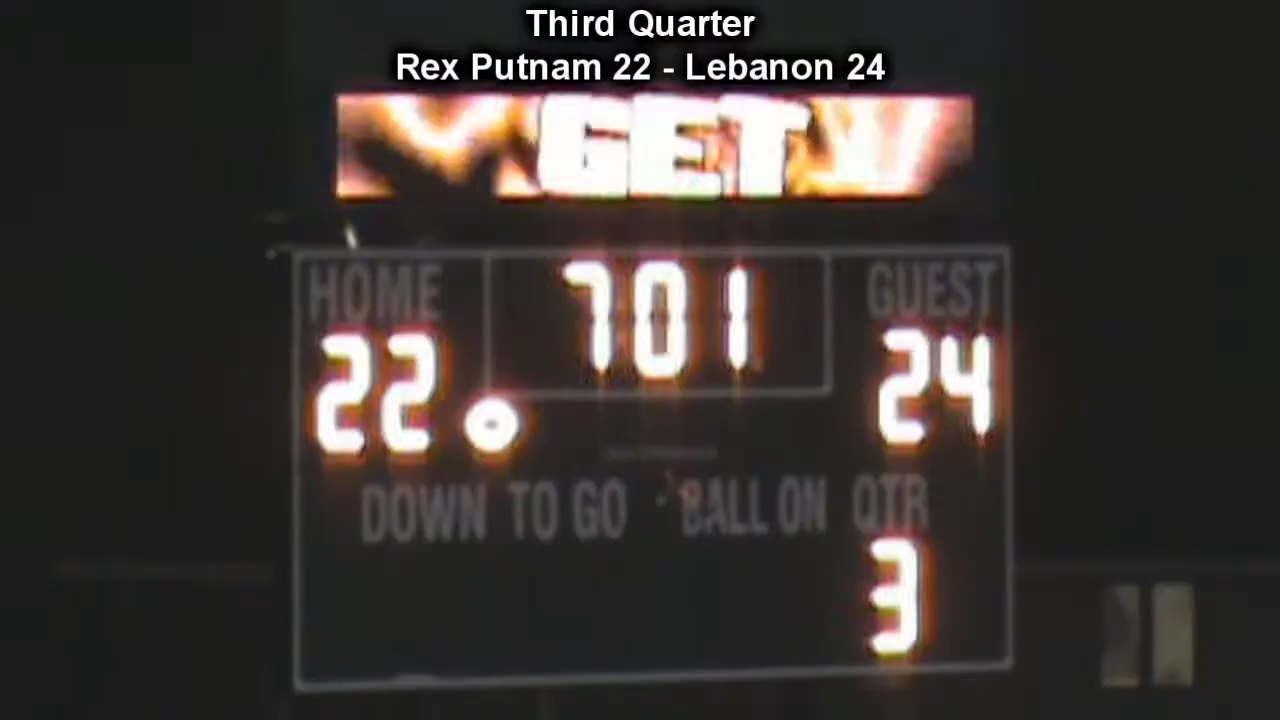 Third Quarter
Rex Putnam 22 - Lebanon 24
GET
HOME 701 GUEST
22 24
DOWN TO GO BALL ON QTR
3